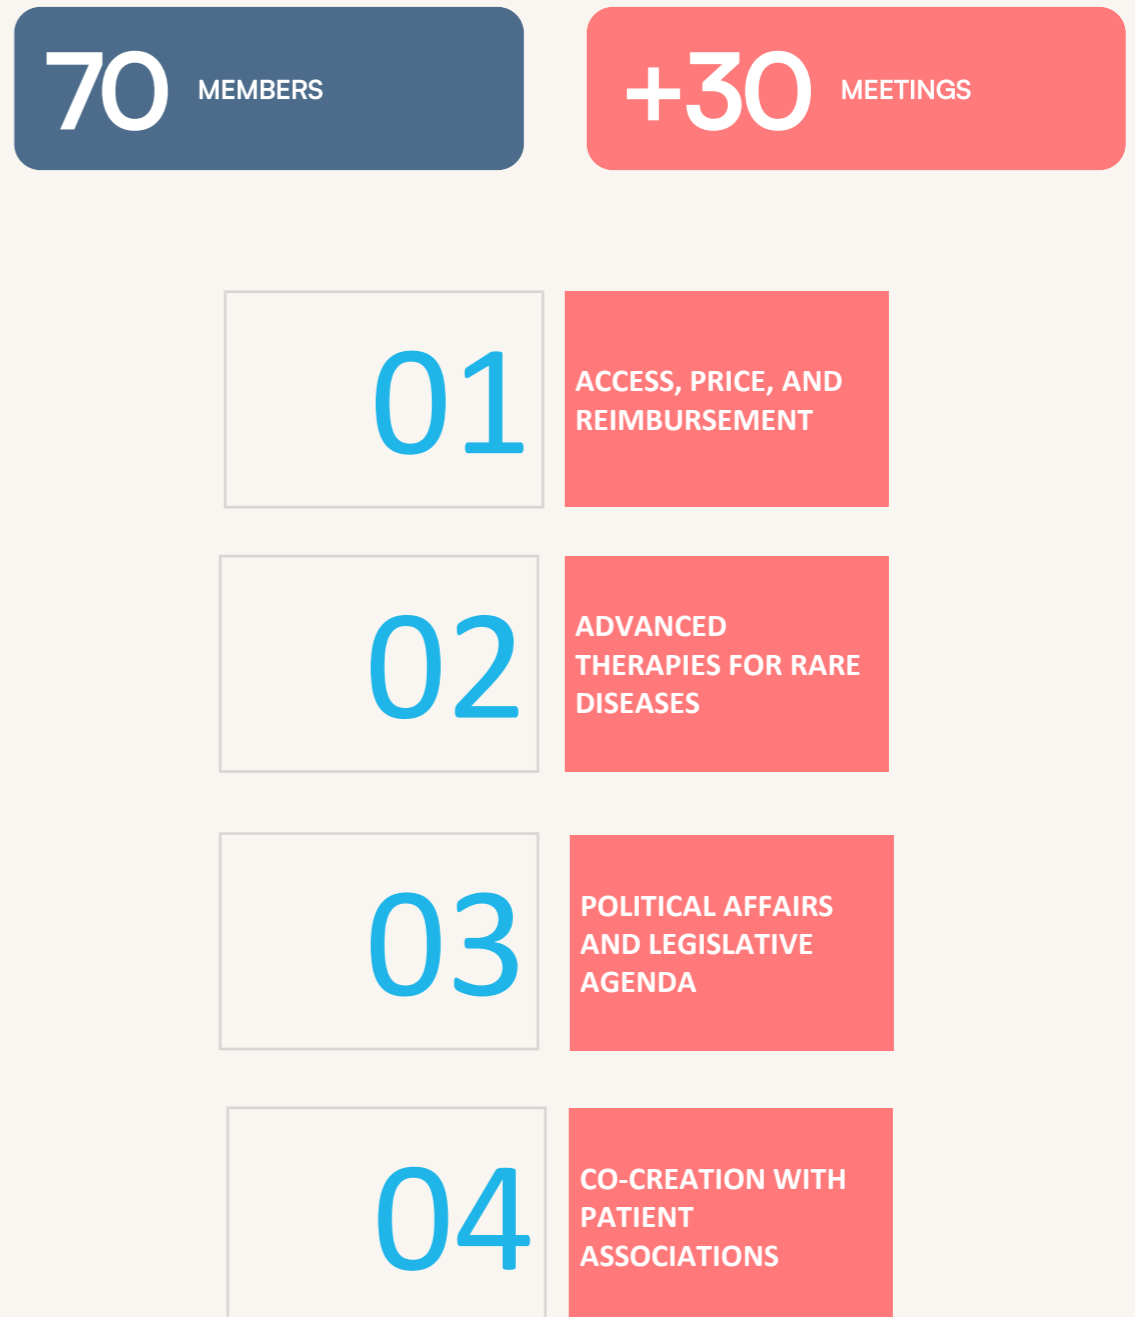 70 MEMBERS
+30 MEETINGS
01
ACCESS, PRICE, AND
REIMBURSEMENT
02
ADVANCED
THERAPIES FOR RARE
DISEASES
03
POLITICAL AFFAIRS
AND LEGISLATIVE
AGENDA
04
CO-CREATION WITH
PATIENT
ASSOCIATIONS